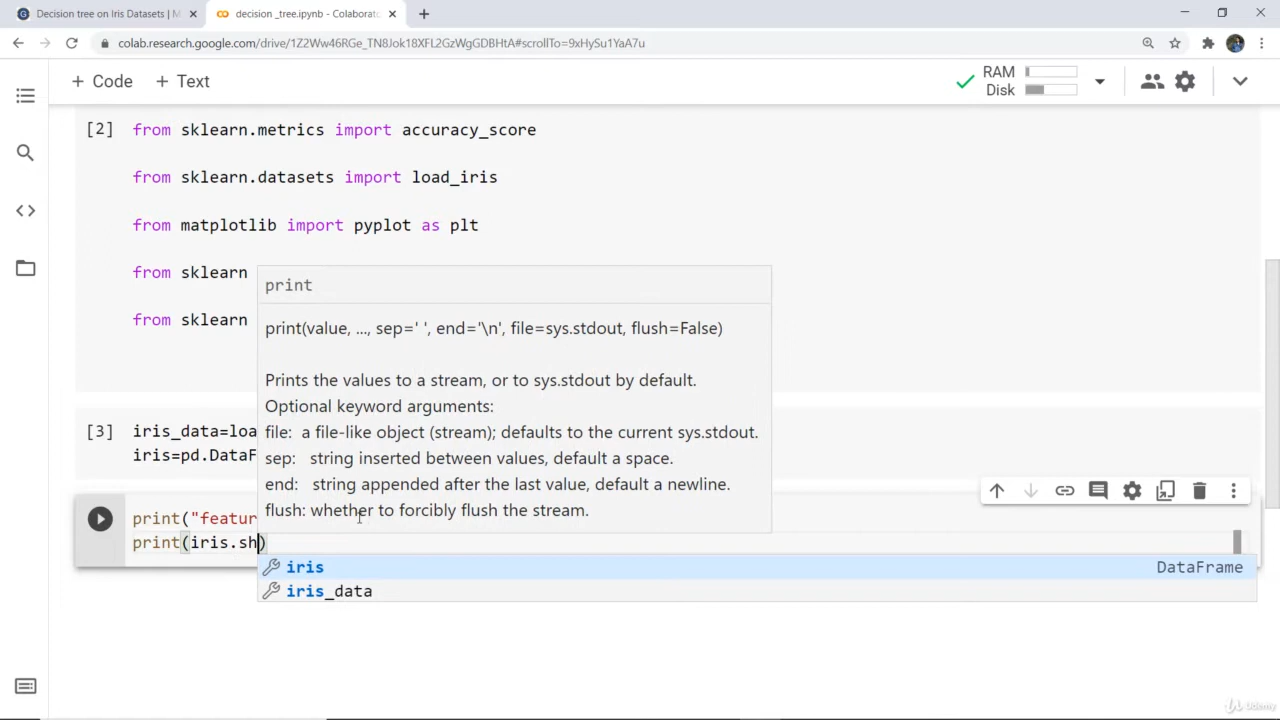 Decision tree on Iris Datasets | M
decision _tree.ipynb - Colaborato
colab.research.google.com/drive/1Z2Ww46RGe_TN8Jok18XFL2GzWgGDBHtA#scrollTo=9xHySu1YaA7u
+ Code + Text
RAM
Disk
[2] from sklearn.metrics import accuracy_score
from sklearn.datasets import load_iris
from matplotlib import pyplot as plt
from sklearn
from sklearn
print
print(value, ..., sep=' ', end='\n', file=sys.stdout, flush=False)
Prints the values to a stream, or to sys.stdout by default.
Optional keyword arguments:
file: a file-like object (stream); defaults to the current sys.stdout.
sep: string inserted between values, default a space.
end: string appended after the last value, default a newline.
flush: whether to forcibly flush the stream.
[3] iris_data=loa
iris=pd.DataF
print("featur
print(iris.sh)
iris DataFrame
iris_data
Udemy